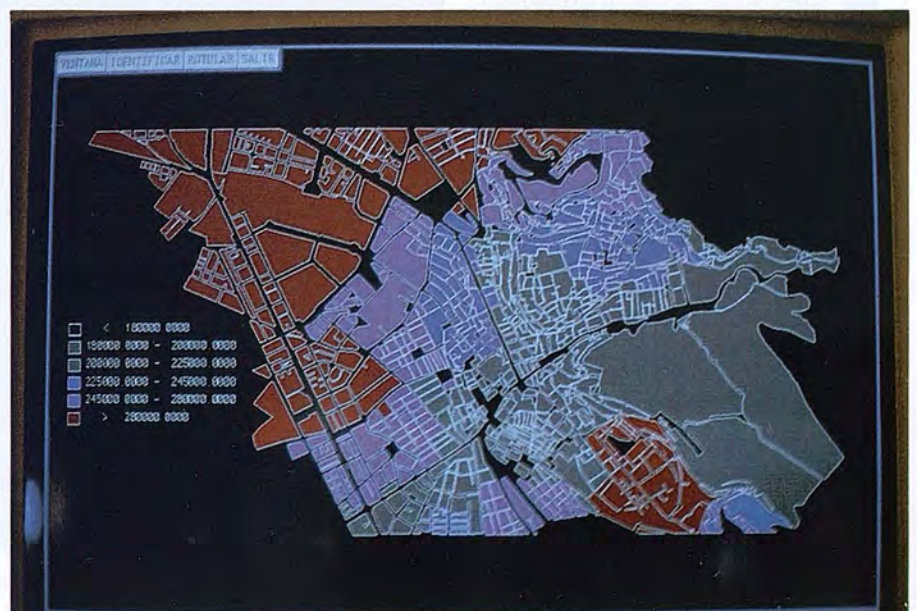 VENTANA IDENTIFICAR ROTULAR SALIR
< 180000 0000
180000 0000 - 200000 0000
200000 0000 - 225000 0000
225000 0000 - 245000 0000
245000 0000 - 280000 0000
> 280000 0000